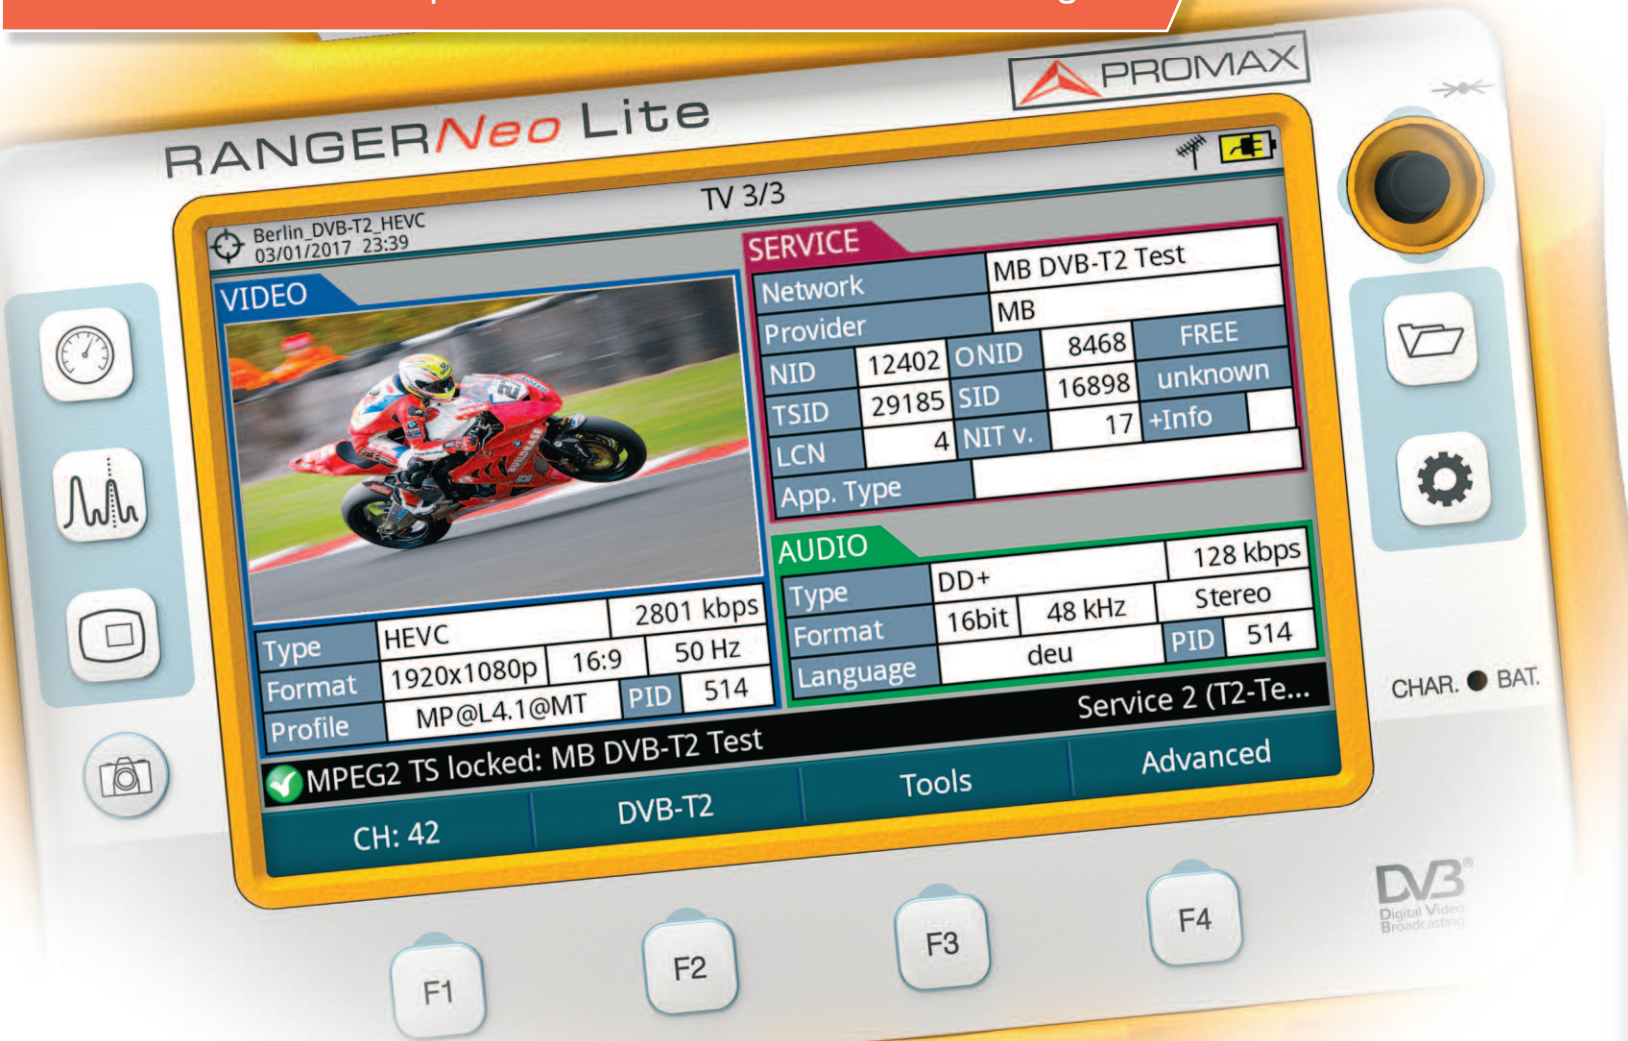 RANGERNeo Lite
PROMAX
Berlin_DVB-T2_HEVC
03/01/2017 23:39
TV 3/3
VIDEO
Type HEVC 2801 kbps
Format 1920x1080p 16:9 50 Hz
Profile MP@L4.1@MT PID 514
SERVICE
Network MB DVB-T2 Test
Provider MB
NID 12402 ONID 8468 FREE
TSID 29185 SID 16898 unknown
LCN 4 NIT v. 17 +Info
App. Type
AUDIO
Type DD+ 128 kbps
Format 16bit 48 kHz Stereo
Language deu PID 514
MPEG2 TS locked: MB DVB-T2 Test Service 2 (T2-Te...
CH: 42 DVB-T2 Tools Advanced
CHAR. BAT.
F1 F2 F3 F4
DVB®
Digital Video
Broadcasting